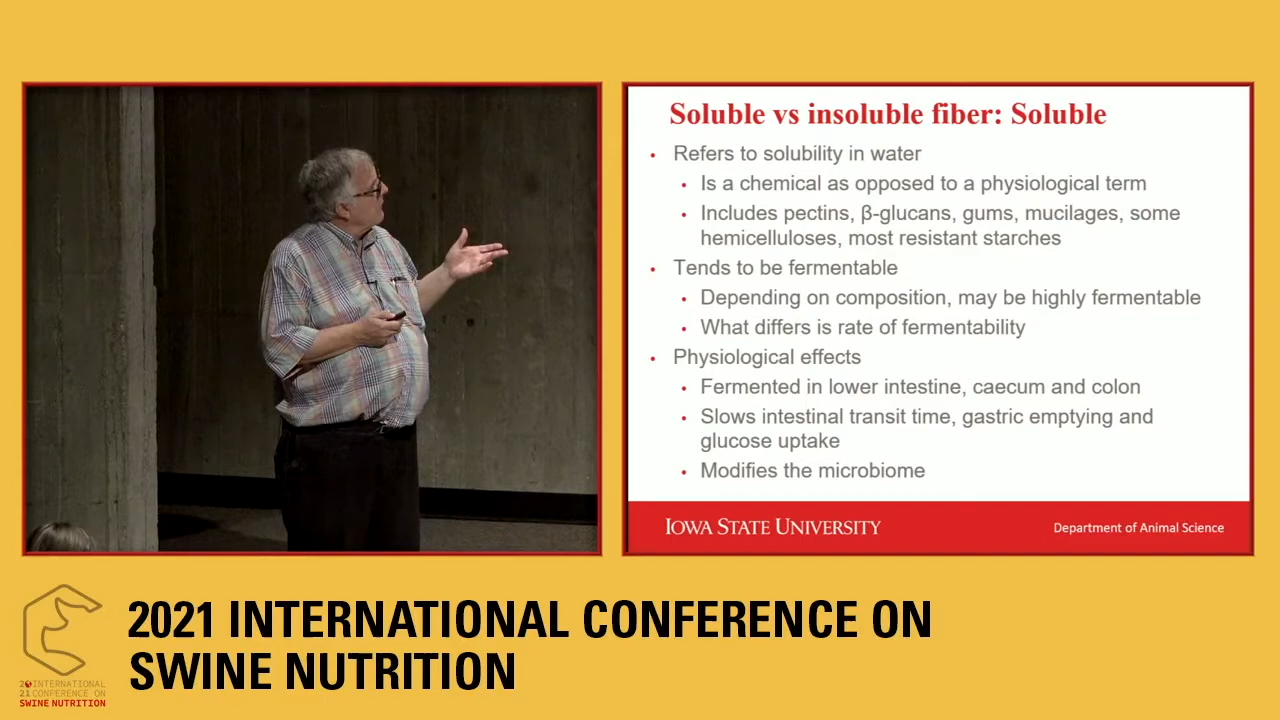 Soluble vs insoluble fiber: Soluble
• Refers to solubility in water
• Is a chemical as opposed to a physiological term
• Includes pectins, β-glucans, gums, mucilages, some
hemicelluloses, most resistant starches
• Tends to be fermentable
• Depending on composition, may be highly fermentable
• What differs is rate of fermentability
• Physiological effects
• Fermented in lower intestine, caecum and colon
• Slows intestinal transit time, gastric emptying and
glucose uptake
• Modifies the microbiome
IOWA STATE UNIVERSITY
Department of Animal Science
2021 INTERNATIONAL CONFERENCE ON
SWINE NUTRITION
20 INTERNATIONAL
21 CONFERENCE ON
SWINE NUTRITION